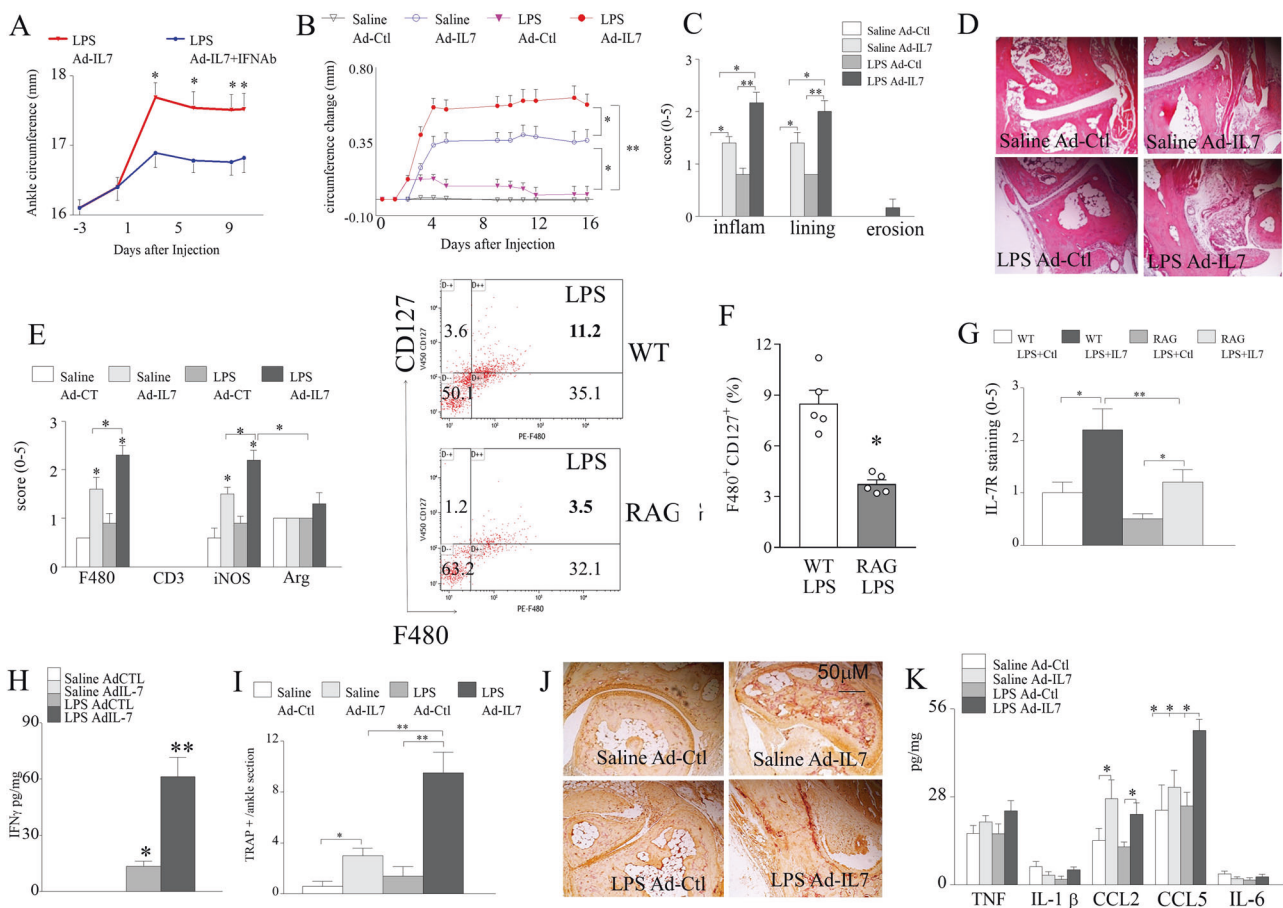 A
LPS
Ad-IL7
LPS
Ad-IL7+IFNAb
Ankle circumference (mm)
18
17
16
* * * *
-3 1 5 9
Days after Injection
B
Saline
Ad-Ctl
Saline
Ad-IL7
LPS
Ad-Ctl
LPS
Ad-IL7
circumference change (mm)
0.80
0.35
-0.10
*
*
**
0 4 8 12 16
Days after Injection
C
Saline Ad-Ctl
Saline Ad-IL7
LPS Ad-Ctl
LPS Ad-IL7
score (0-5)
3
2
1
0
* ** *
* ** *
inflam lining erosion
D
Saline Ad-Ctl
Saline Ad-IL7
LPS Ad-Ctl
LPS Ad-IL7
E
Saline
Ad-CT
Saline
Ad-IL7
LPS
Ad-CT
LPS
Ad-IL7
score (0-5)
3
2
1
0
* * *
* * * *
F480 CD3 iNOS Arg
CD127
V450 CD127
D-+ D++
LPS
3.6 11.2
WT
D-- D+-
50.1 35.1
PE-F480
V450 CD127
D-+ D++
LPS
1.2 3.5
RAG
D-- D+-
63.2 32.1
PE-F480
F480
F
F480+ CD127+ (%)
12
9
6
3
0
*
WT
LPS
RAG
LPS
G
WT
LPS+Ctl
WT
LPS+IL7
RAG
LPS+Ctl
RAG
LPS+IL7
IL-7R staining (0-5)
3
2
1
0
* ** *
H
Saline AdCTL
Saline AdIL-7
LPS AdCTL
LPS AdIL-7
IFNγ pg/mg
90
60
30
0
* **
I
Saline
Ad-Ctl
Saline
Ad-IL7
LPS
Ad-Ctl
LPS
Ad-IL7
TRAP + /ankle section
12
8
4
0
* ** **
J
50μM
Saline Ad-Ctl
Saline Ad-IL7
LPS Ad-Ctl
LPS Ad-IL7
K
Saline Ad-Ctl
Saline Ad-IL7
LPS Ad-Ctl
LPS Ad-IL7
pg/mg
56
28
0
* * * * *
TNF IL-1 β CCL2 CCL5 IL-6